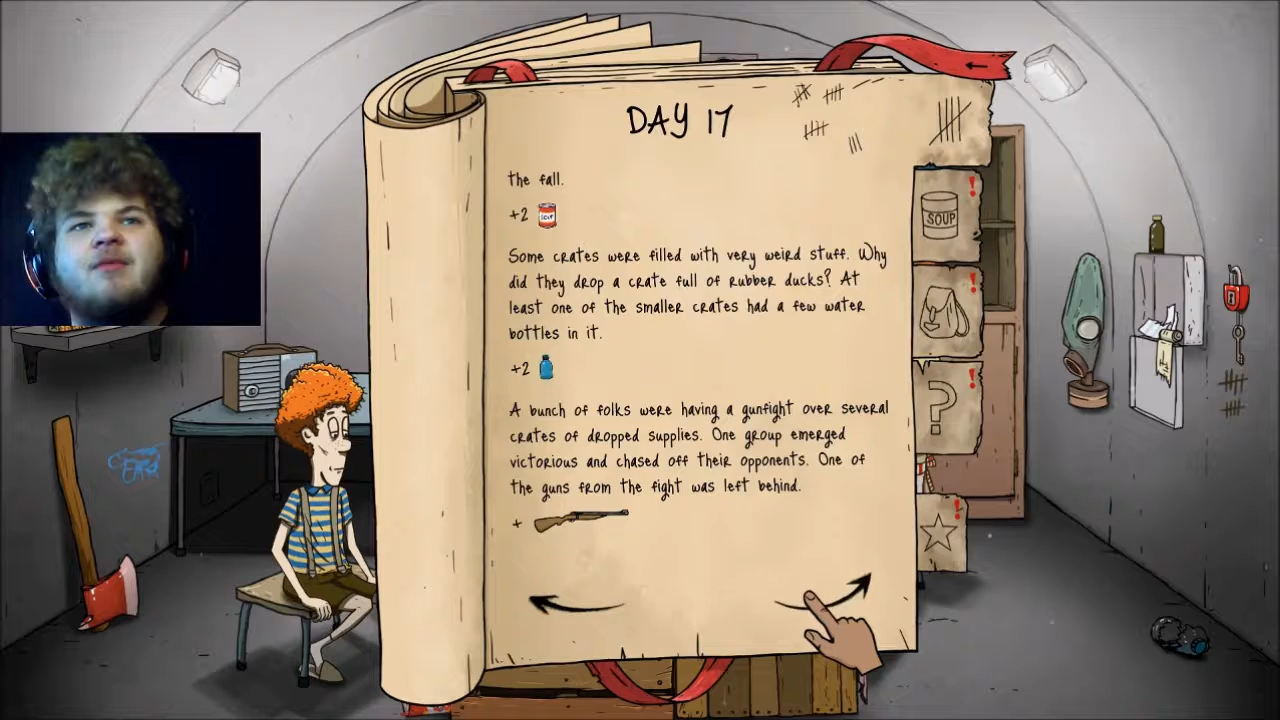 DAY 17
the fall.
+2 SOUP
Some crates were filled with very weird stuff. Why
did they drop a crate full of rubber ducks? At
least one of the smaller crates had a few water
bottles in it.
+2
A bunch of folks were having a gunfight over several
crates of dropped supplies. One group emerged
victorious and chased off their opponents. One of
the guns from the fight was left behind.
+
SOUP
!
!
?
!
!